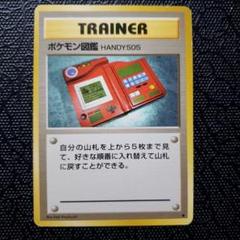 TRAINER
ポケモン図鑑 HANDY505
自分の山札を上から5枚まで見
て、好きな順番に入れ替えて山札
に戻すことができる。